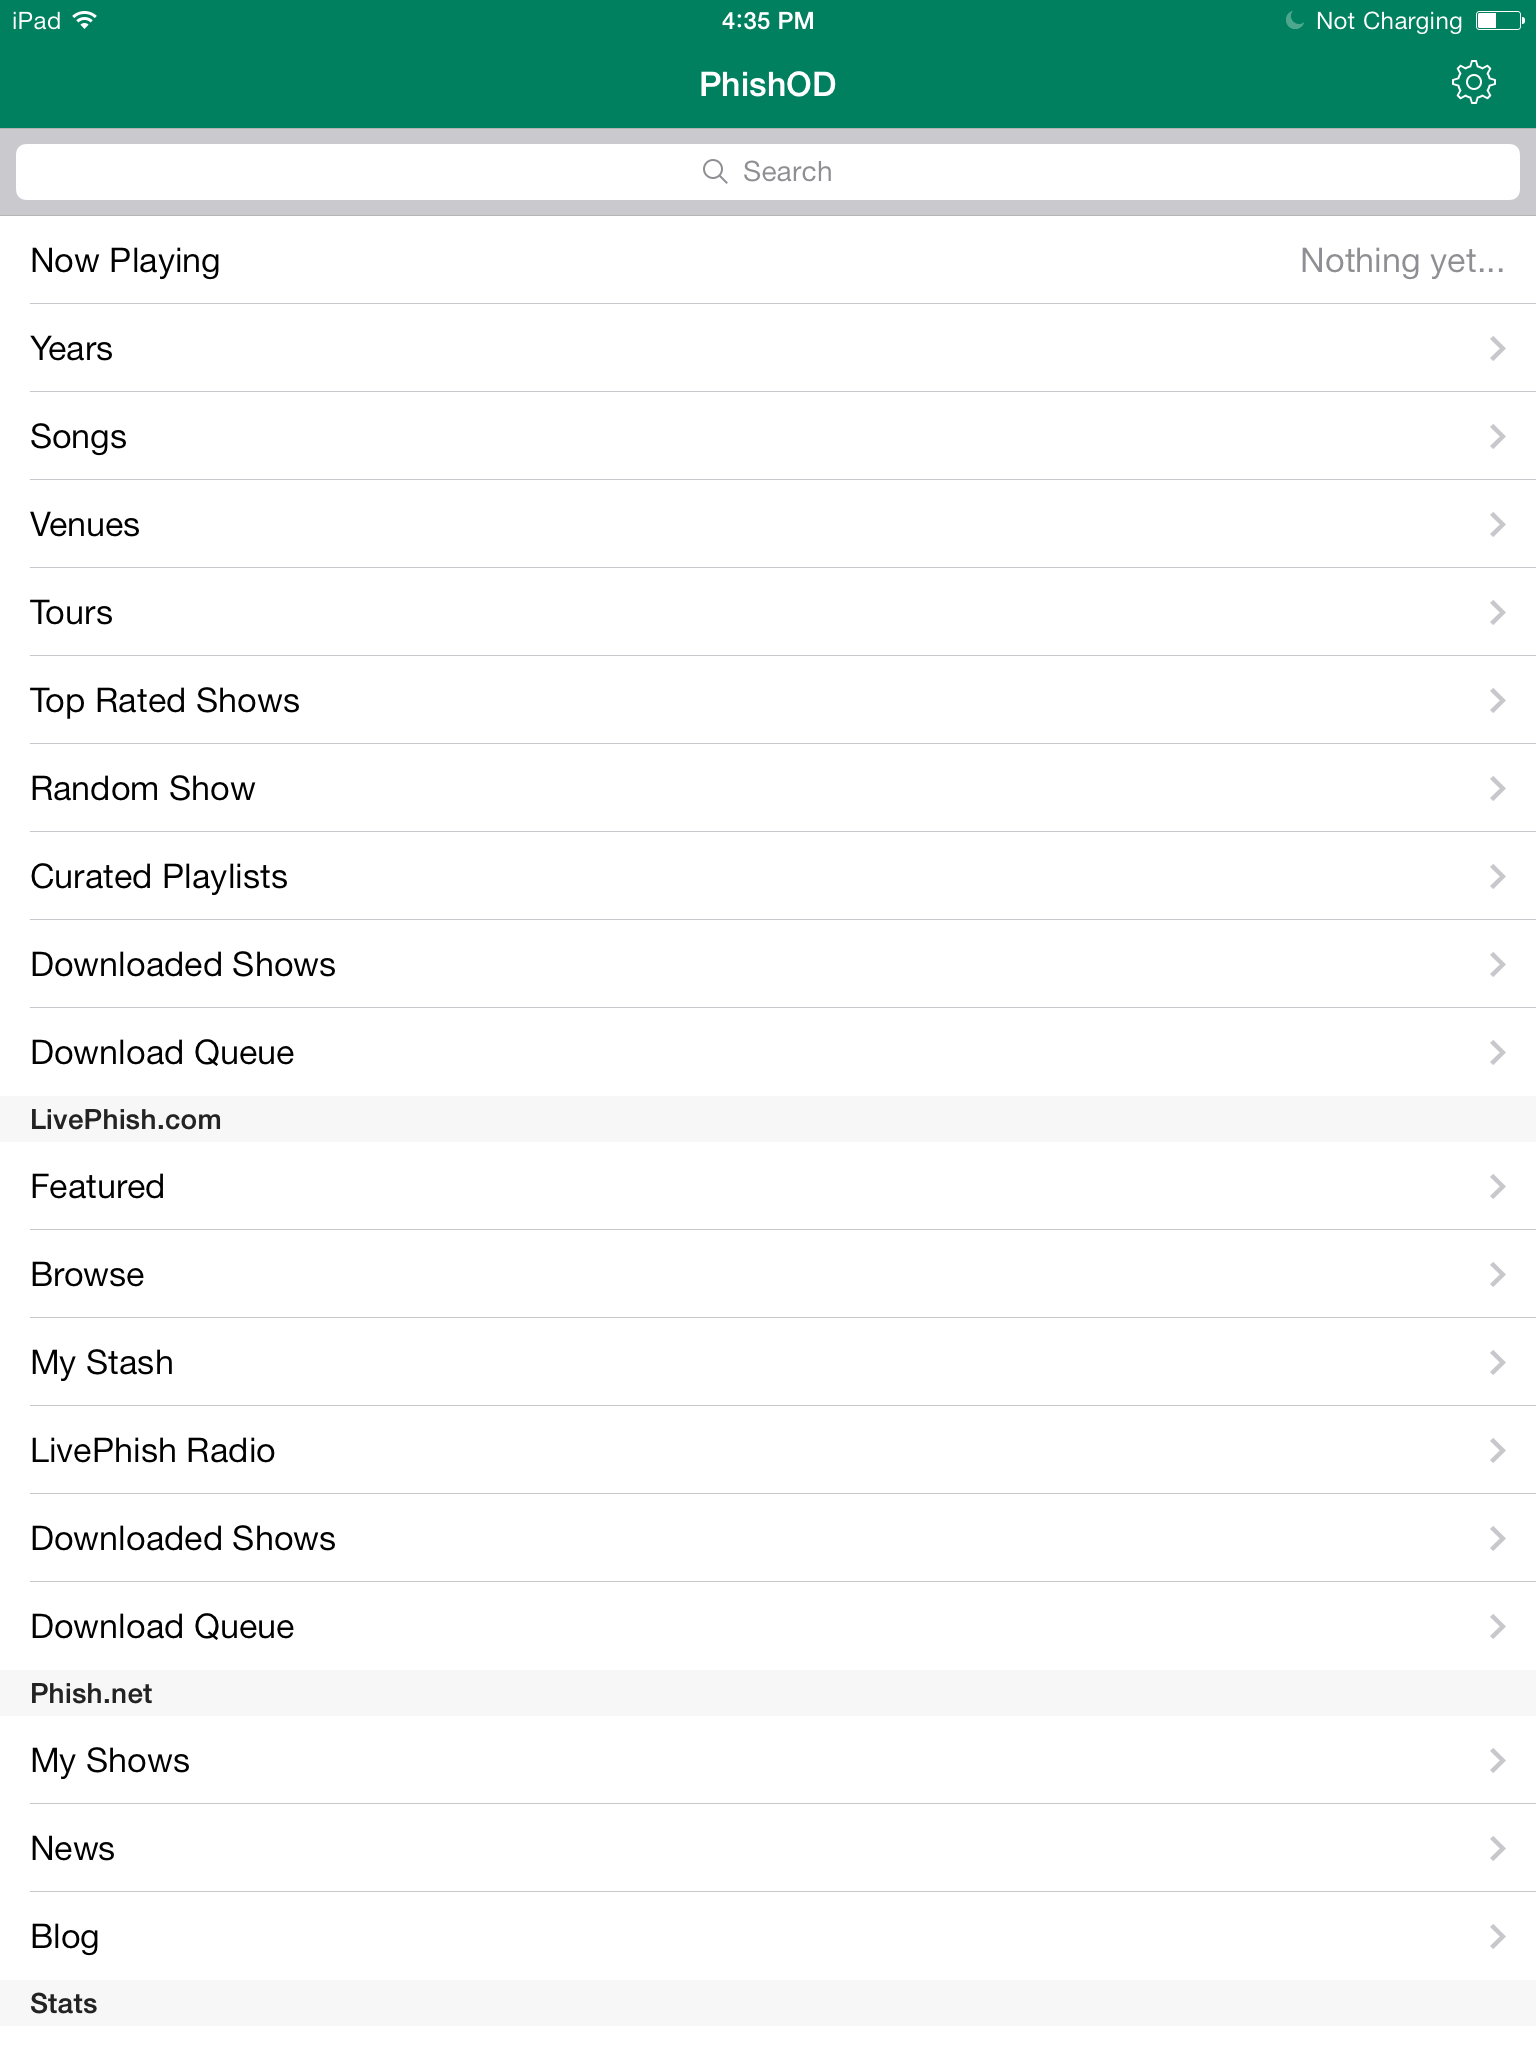 iPad 4:35 PM Not Charging
PhishOD
Search
Now Playing Nothing yet...
Years
Songs
Venues
Tours
Top Rated Shows
Random Show
Curated Playlists
Downloaded Shows
Download Queue
LivePhish.com
Featured
Browse
My Stash
LivePhish Radio
Downloaded Shows
Download Queue
Phish.net
My Shows
News
Blog
Stats